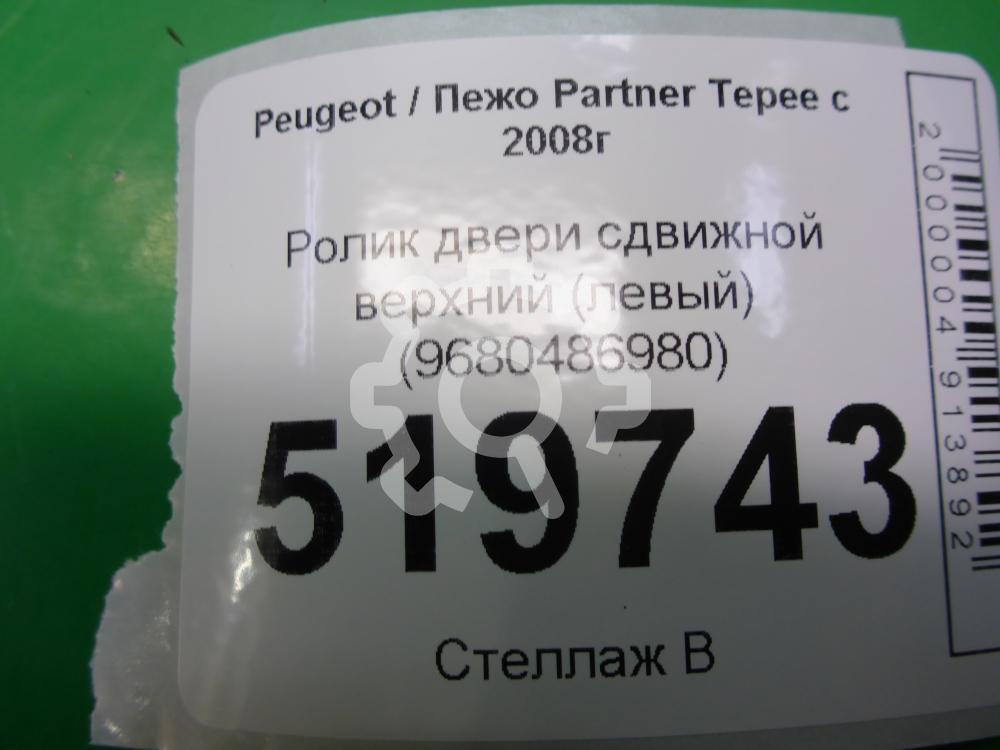 Peugeot / Пежо Partner Tepee с
2008г
Ролик двери сдвижной
верхний (левый)
(9680486980)
519743
Стеллаж B
2000004913892